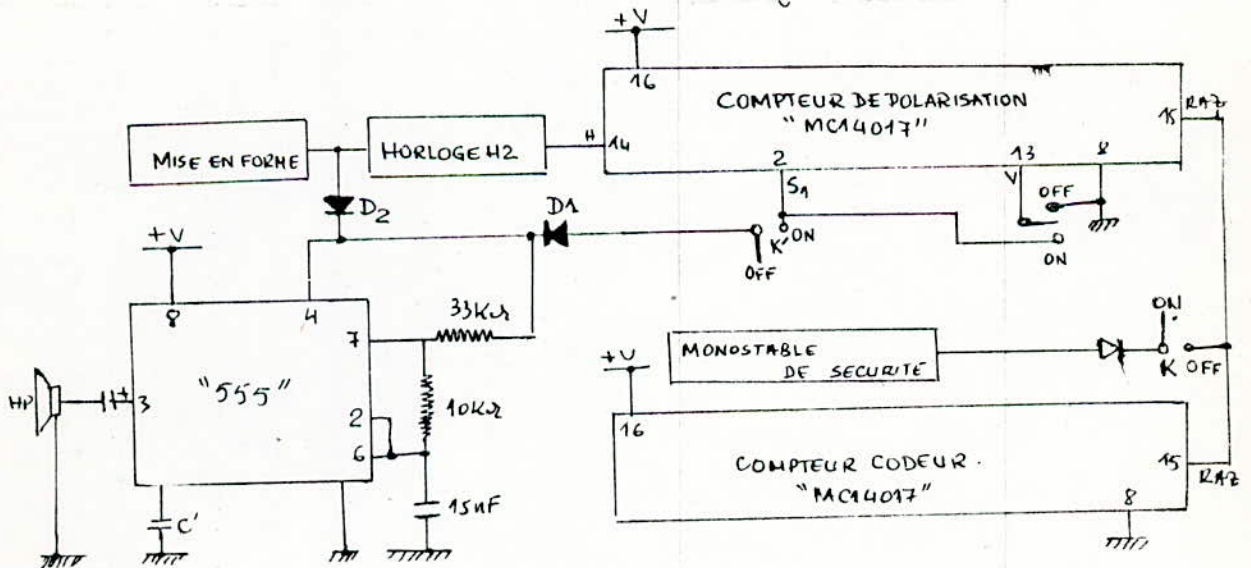 +V
16
COMPTEUR DE POLARISATION
"MC14017"
15
RAZ
MISE EN FORME
HORLOGE H2
H
14
2
S1
13
V
8
D2
D1
OFF
ON
K'
OFF
ON
+V
8
4
33KΩ
7
"555"
HP
+
3
10KΩ
2
6
15nF
C'
MONOSTABLE
DE SECURITÉ
ON
K
OFF
+V
16
COMPTEUR CODEUR.
"MC14017"
15
RAZ
8